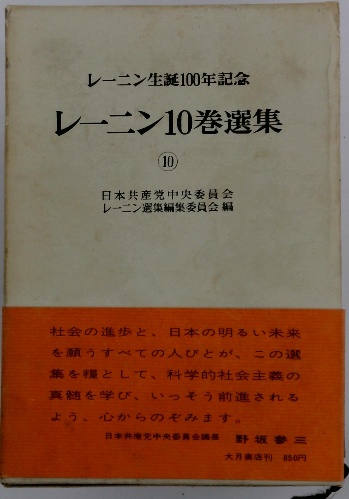 レーニン生誕100年記念
レーニン10巻選集
⑩
日本共産党中央委員会
レーニン選集編集委員会 編
社会の進歩と、日本の明るい未来
を願うすべての人びとが、この選
集を糧として、科学的社会主義の
真髄を学び、いっそう前進される
よう、心からのぞみます。
日本共産党中央委員会議長 野坂参三
大月書店刊 850円